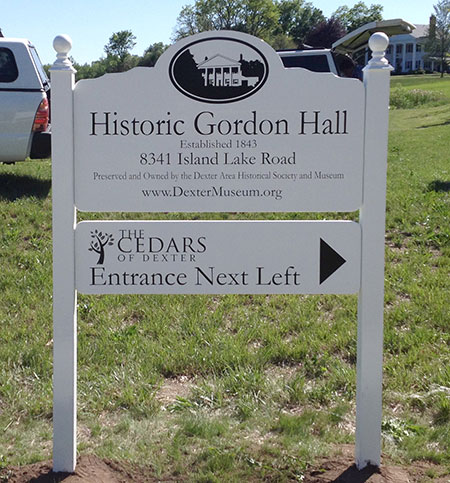 Historic Gordon Hall
Established 1843
8341 Island Lake Road
Preserved and Owned by the Dexter Area Historical Society and Museum
www.DexterMuseum.org
THE
CEDARS
OF DEXTER
Entrance Next Left